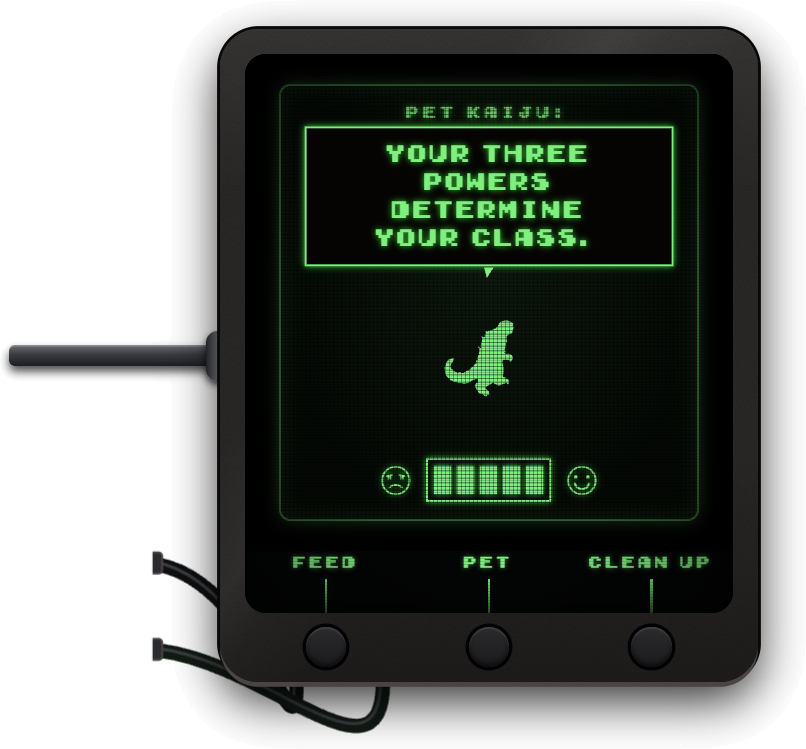 PET KAIJU:
YOUR THREE
POWERS
DETERMINE
YOUR CLASS.
FEED PET CLEAN UP